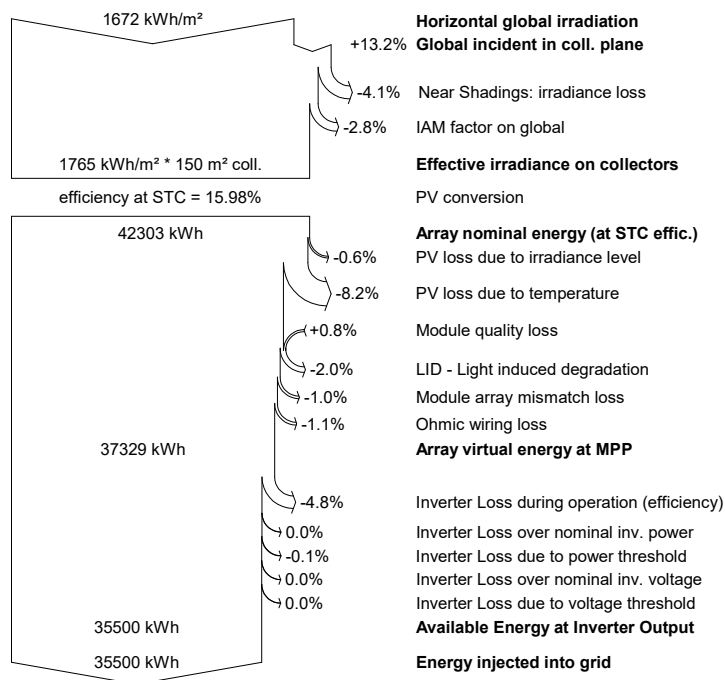 1672 kWh/m² Horizontal global irradiation
+13.2% Global incident in coll. plane
-4.1% Near Shadings: irradiance loss
-2.8% IAM factor on global
1765 kWh/m² * 150 m² coll. Effective irradiance on collectors
efficiency at STC = 15.98% PV conversion
42303 kWh Array nominal energy (at STC effic.)
-0.6% PV loss due to irradiance level
-8.2% PV loss due to temperature
+0.8% Module quality loss
-2.0% LID - Light induced degradation
-1.0% Module array mismatch loss
-1.1% Ohmic wiring loss
37329 kWh Array virtual energy at MPP
-4.8% Inverter Loss during operation (efficiency)
0.0% Inverter Loss over nominal inv. power
-0.1% Inverter Loss due to power threshold
0.0% Inverter Loss over nominal inv. voltage
0.0% Inverter Loss due to voltage threshold
35500 kWh Available Energy at Inverter Output
35500 kWh Energy injected into grid